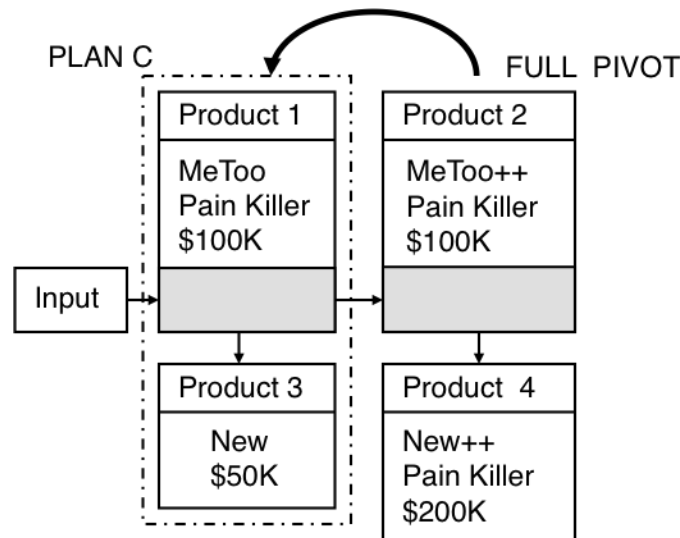 PLAN C
FULL PIVOT
Product 1
MeToo
Pain Killer
$100K
Product 2
MeToo++
Pain Killer
$100K
Input
Product 3
New
$50K
Product 4
New++
Pain Killer
$200K